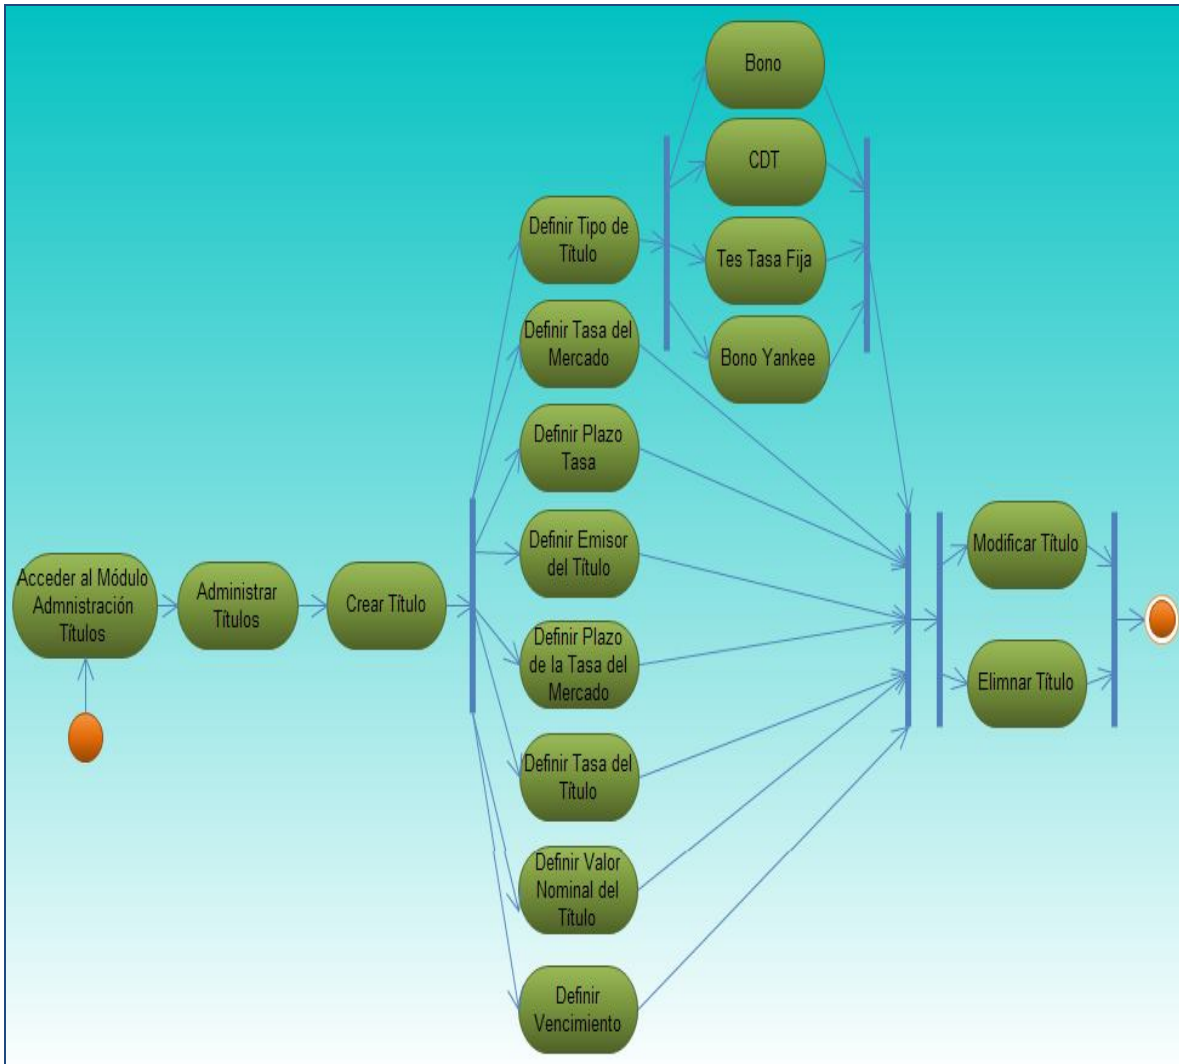 Acceder al Módulo
Admnistración
Títulos
Administrar
Títulos
Crear Título
Definir Tipo de
Título
Definir Tasa del
Mercado
Definir Plazo
Tasa
Definir Emisor
del Título
Definir Plazo
de la Tasa del
Mercado
Definir Tasa del
Título
Definir Valor
Nominal del
Título
Definir
Vencimiento
Bono
CDT
Tes Tasa Fija
Bono Yankee
Modificar Título
Elimnar Título